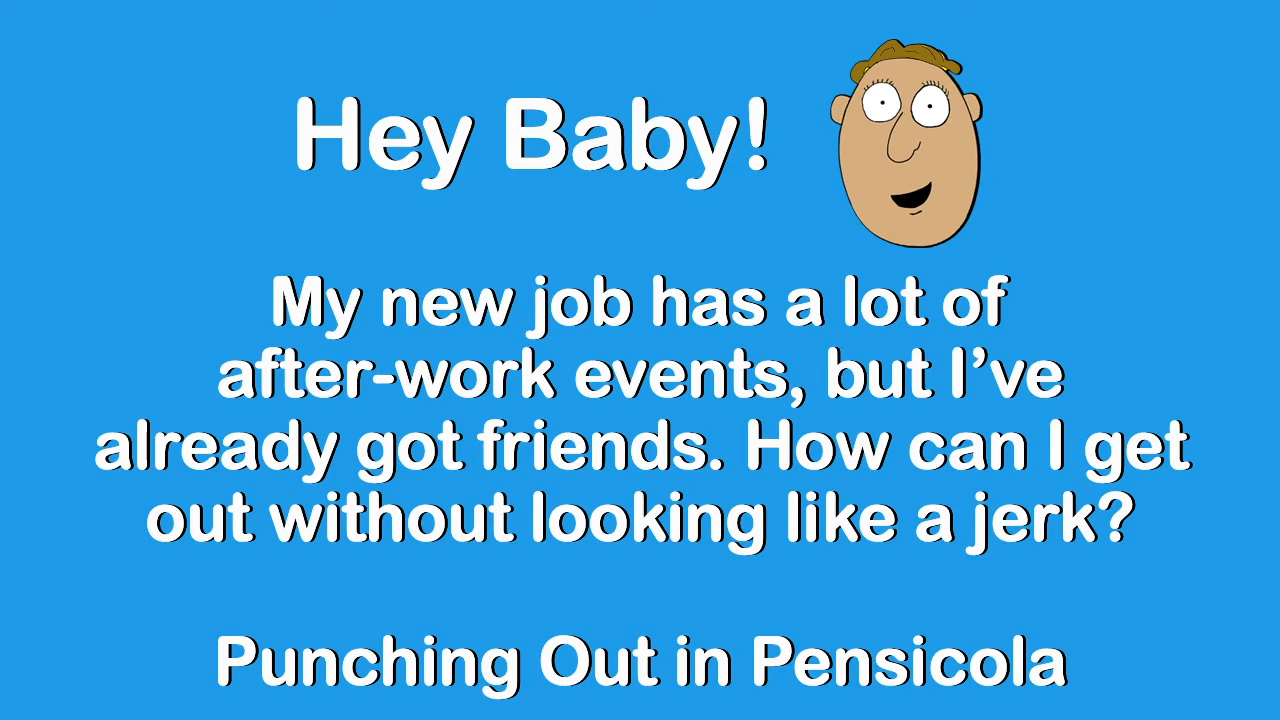 Hey Baby!
My new job has a lot of
after-work events, but I’ve
already got friends. How can I get
out without looking like a jerk?
Punching Out in Pensicola